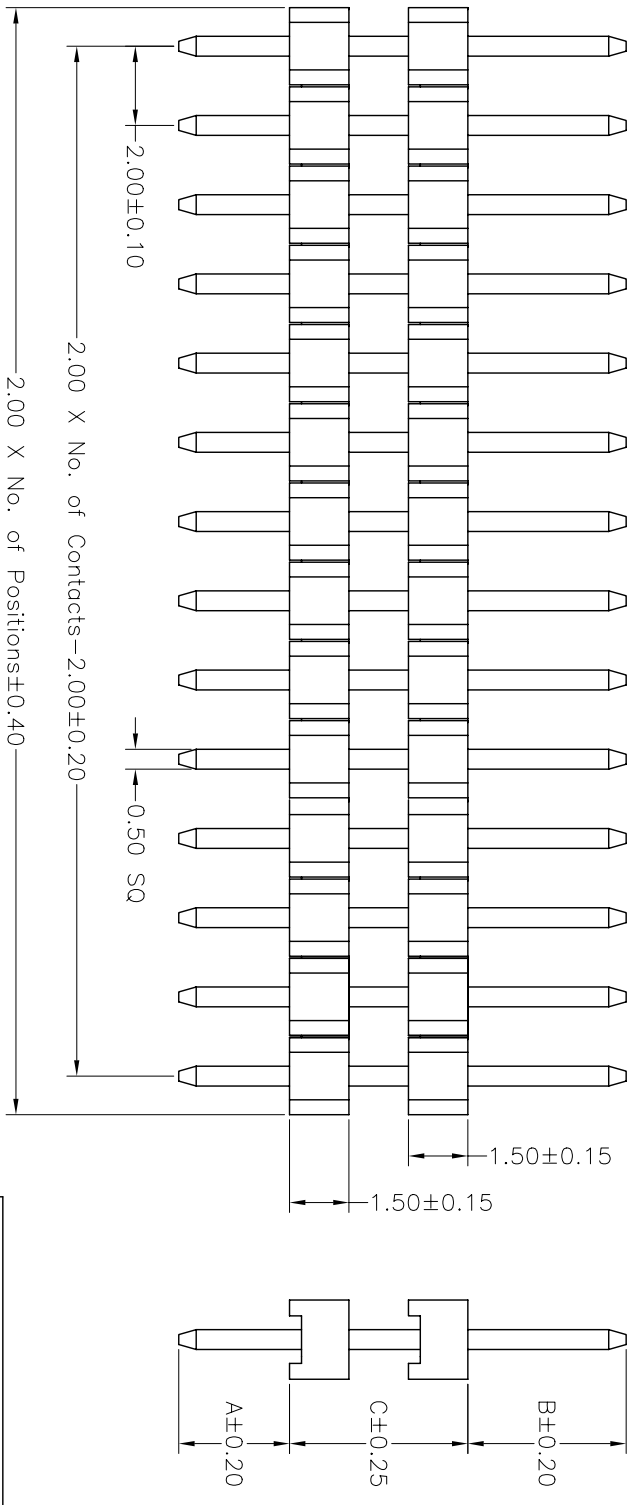 2.00±0.10
2.00 X No. of Contacts-2.00±0.20
2.00 X No. of Positions±0.40
0.50 SQ
1.50±0.15
1.50±0.15
A±0.20
C±0.25
B±0.20